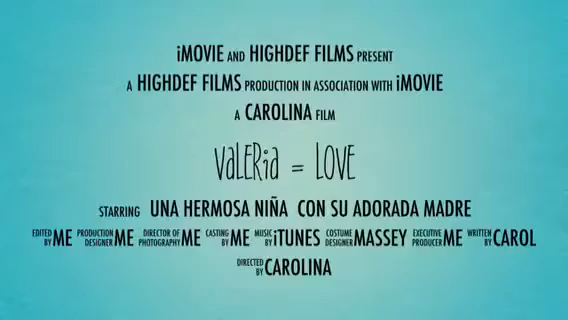 iMOVIE AND HIGHDEF FILMS PRESENT
A HIGHDEF FILMS PRODUCTION IN ASSOCIATION WITH iMOVIE
A CAROLINA FILM
VaLERia = LOVE
STARRING UNA HERMOSA NIÑA CON SU ADORADA MADRE
EDITED BY ME PRODUCTION DESIGNER ME DIRECTOR OF PHOTOGRAPHY ME CASTING BY ME MUSIC BY iTUNES COSTUME DESIGNER MASSEY EXECUTIVE PRODUCER ME WRITTEN BY CAROL
DIRECTED BY CAROLINA